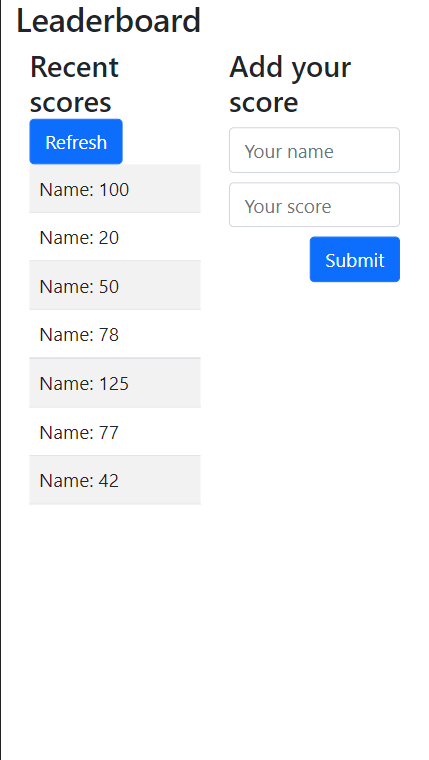 Leaderboard
Recent
scores
Refresh
Name: 100
Name: 20
Name: 50
Name: 78
Name: 125
Name: 77
Name: 42
Add your
score
Your name
Your score
Submit